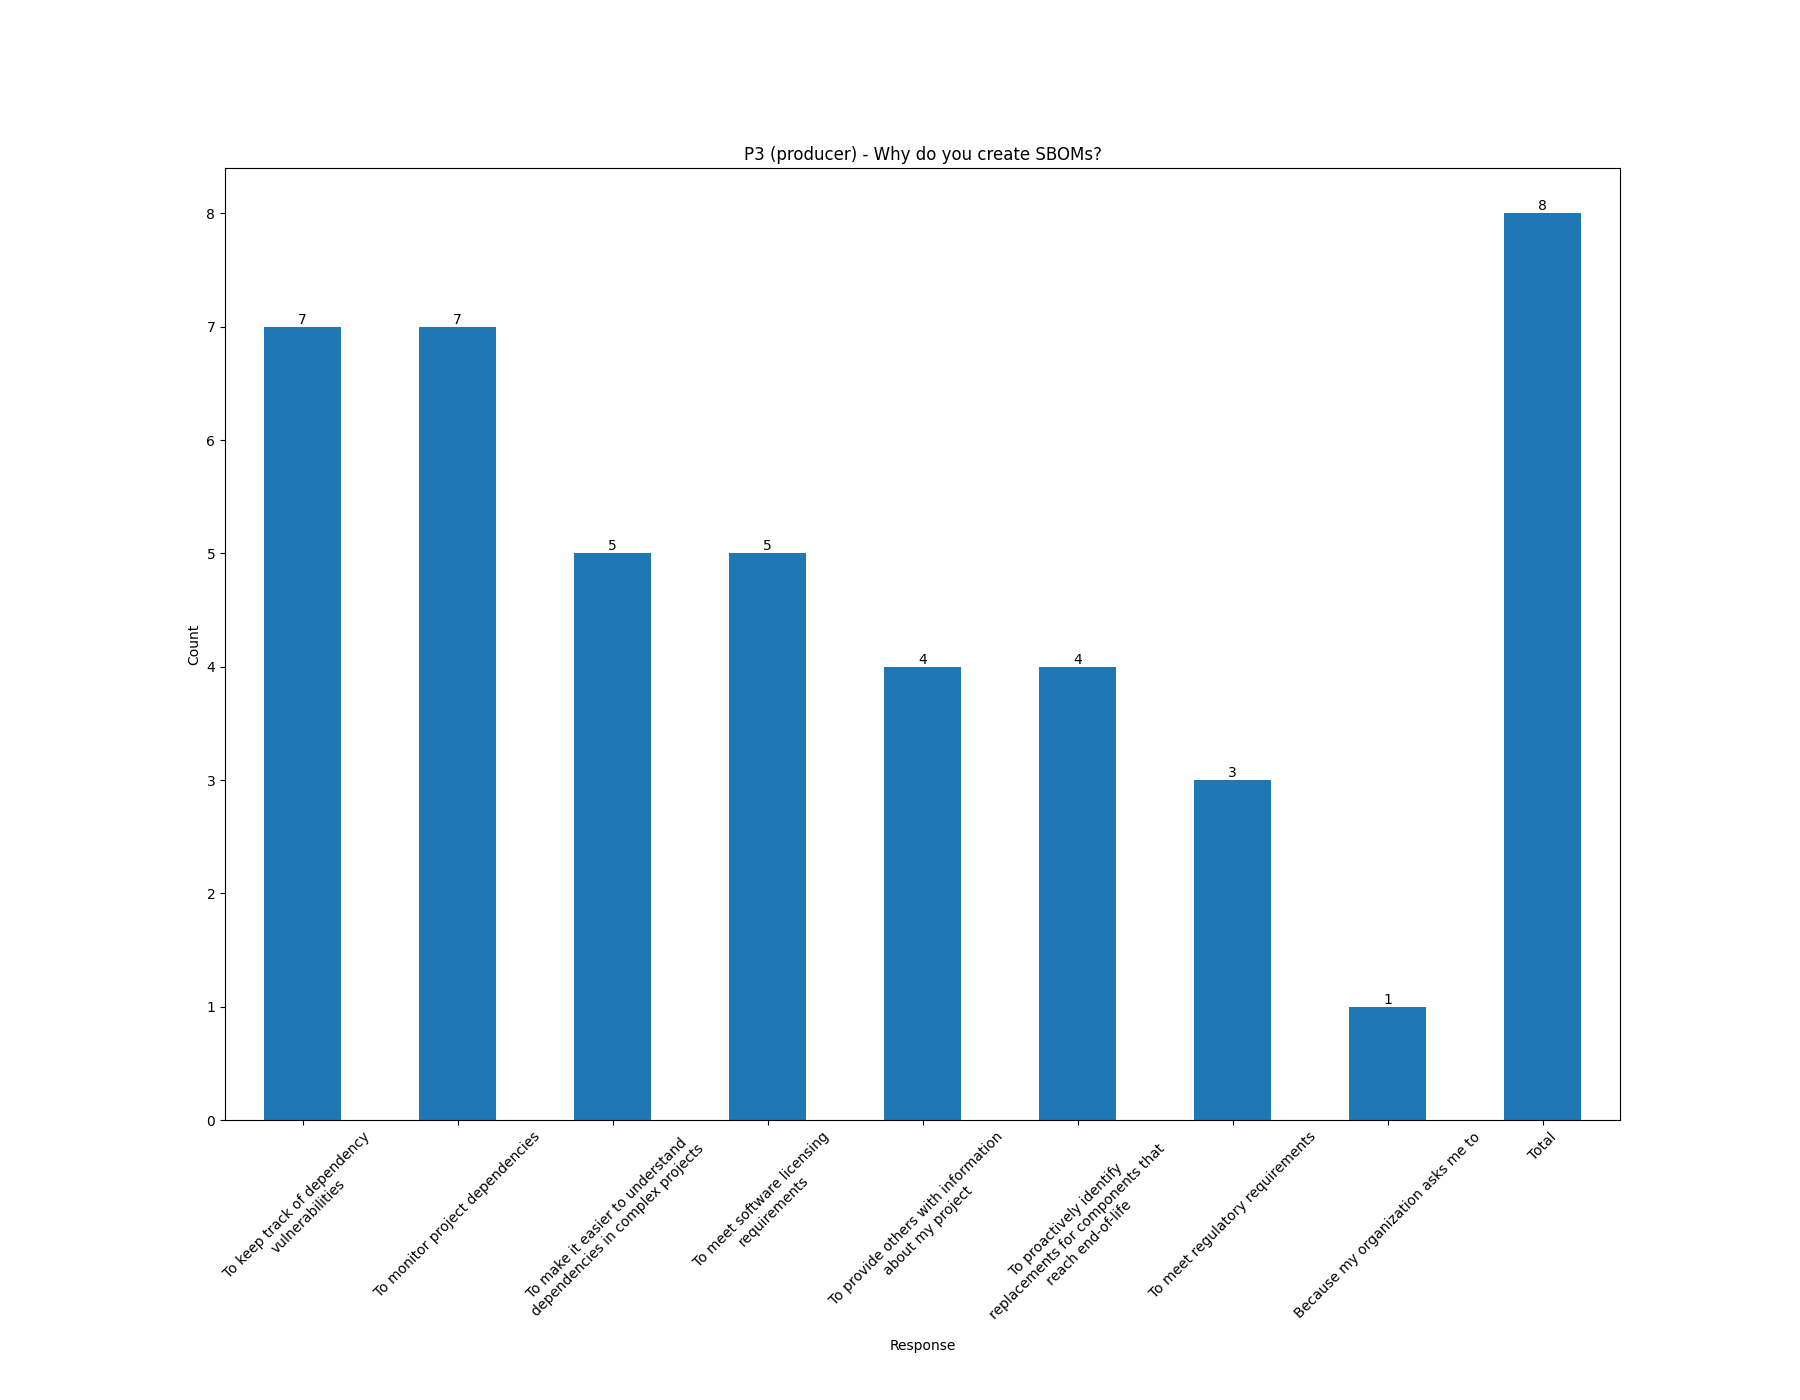 P3 (producer) - Why do you create SBOMs?
8
7
6
5
4
3
2
1
0
Count
7
7
5
5
4
4
3
1
8
To keep track of dependency
vulnerabilities
To monitor project dependencies
To make it easier to understand
dependencies in complex projects
To meet software licensing
requirements
To provide others with information
about my project
To proactively identify
replacements for components that
reach end-of-life
To meet regulatory requirements
Because my organization asks me to
Total
Response